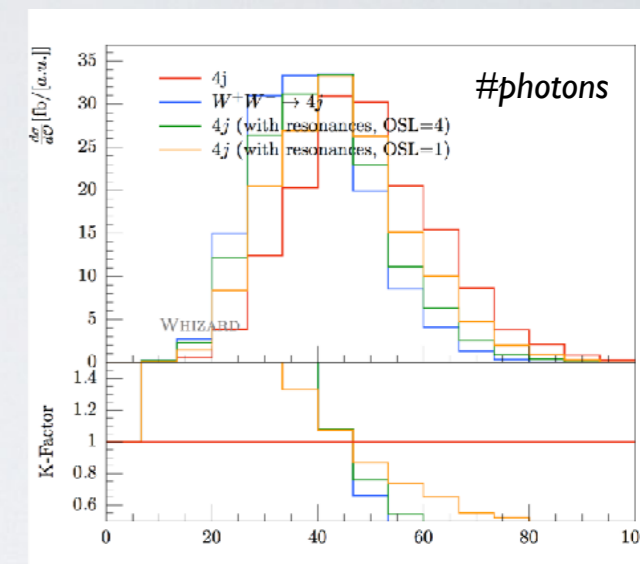 dσ/dO [fb/[a.u.]]
35
30
25
20
15
10
5
0
#photons
4j
W⁺W⁻ → 4j
4j (with resonances, OSL=4)
4j (with resonances, OSL=1)
WHIZARD
K-Factor
1.4
1.2
1
0.8
0.6
0 20 40 60 80 10